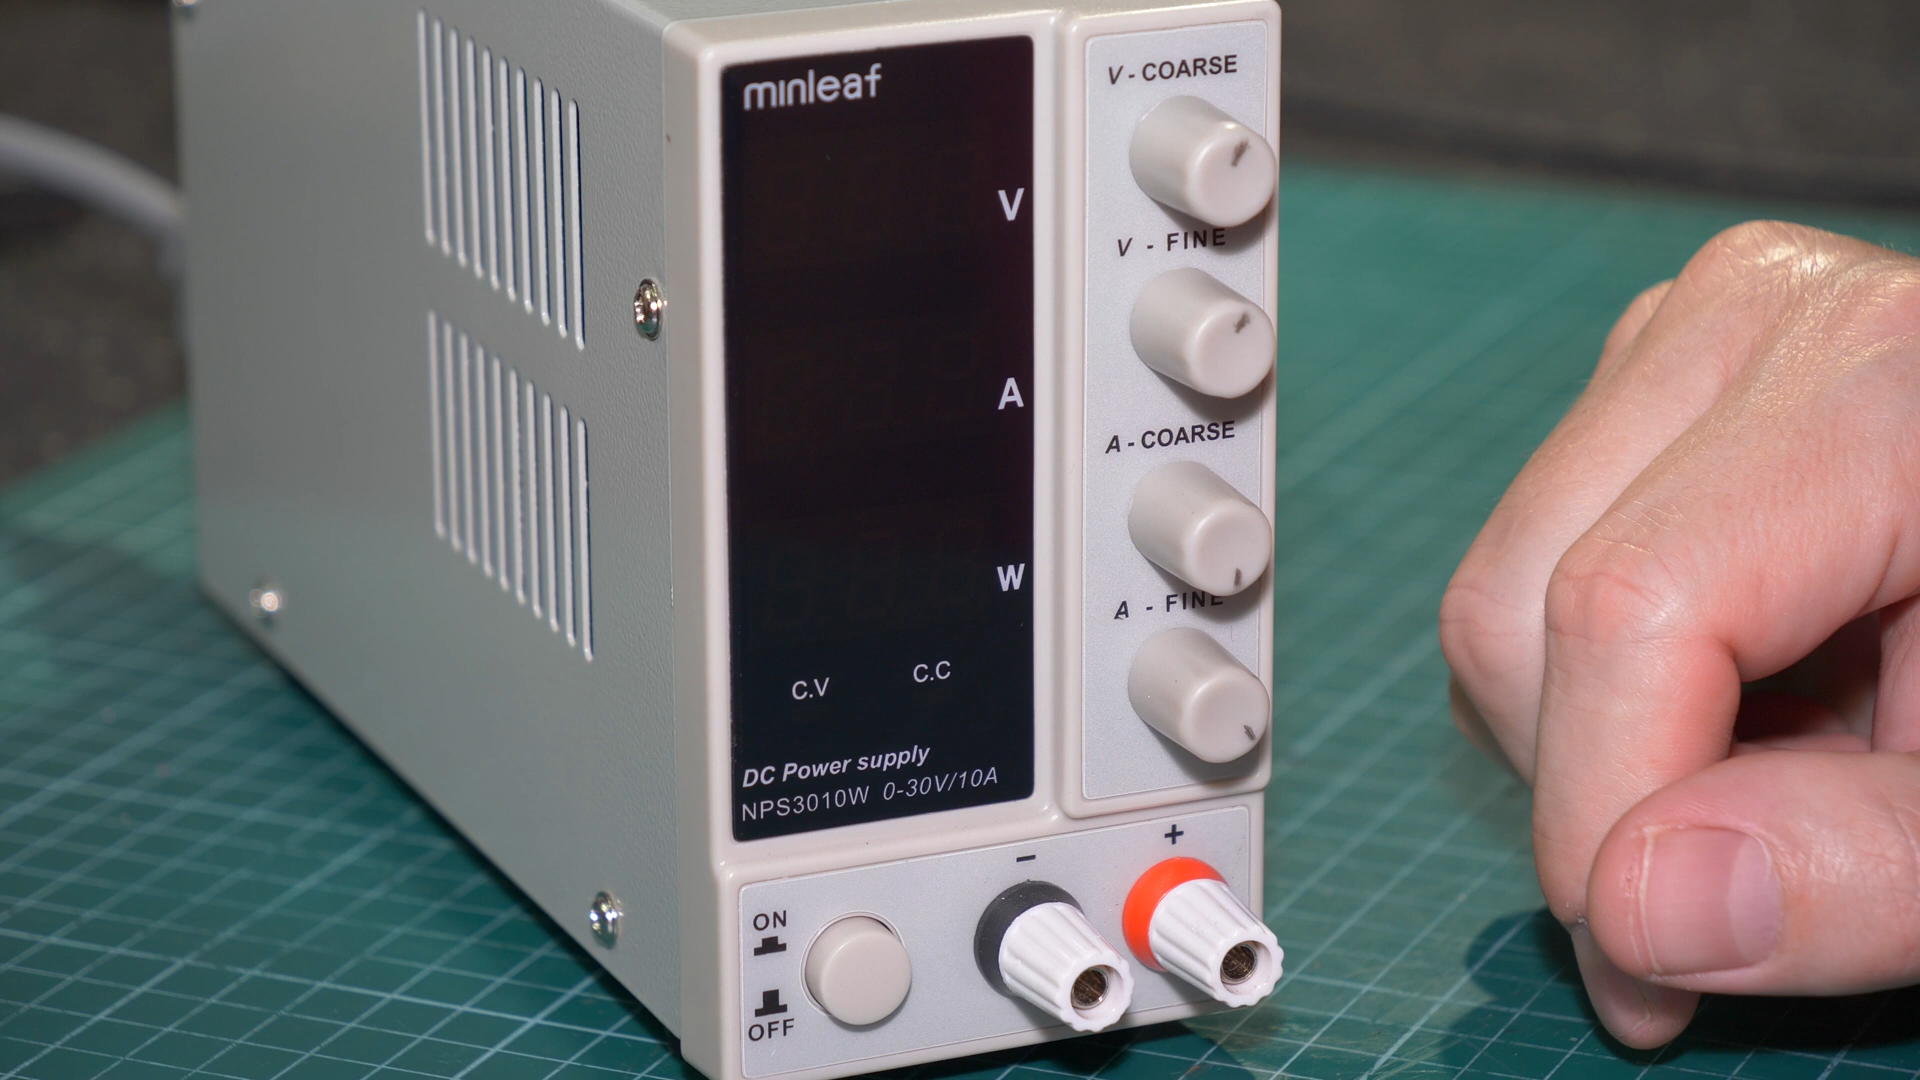 minleaf
V
A
W
C.V C.C
DC Power supply
NPS3010W 0-30V/10A
V - COARSE
V - FINE
A - COARSE
A - FINE
ON
OFF
-
+